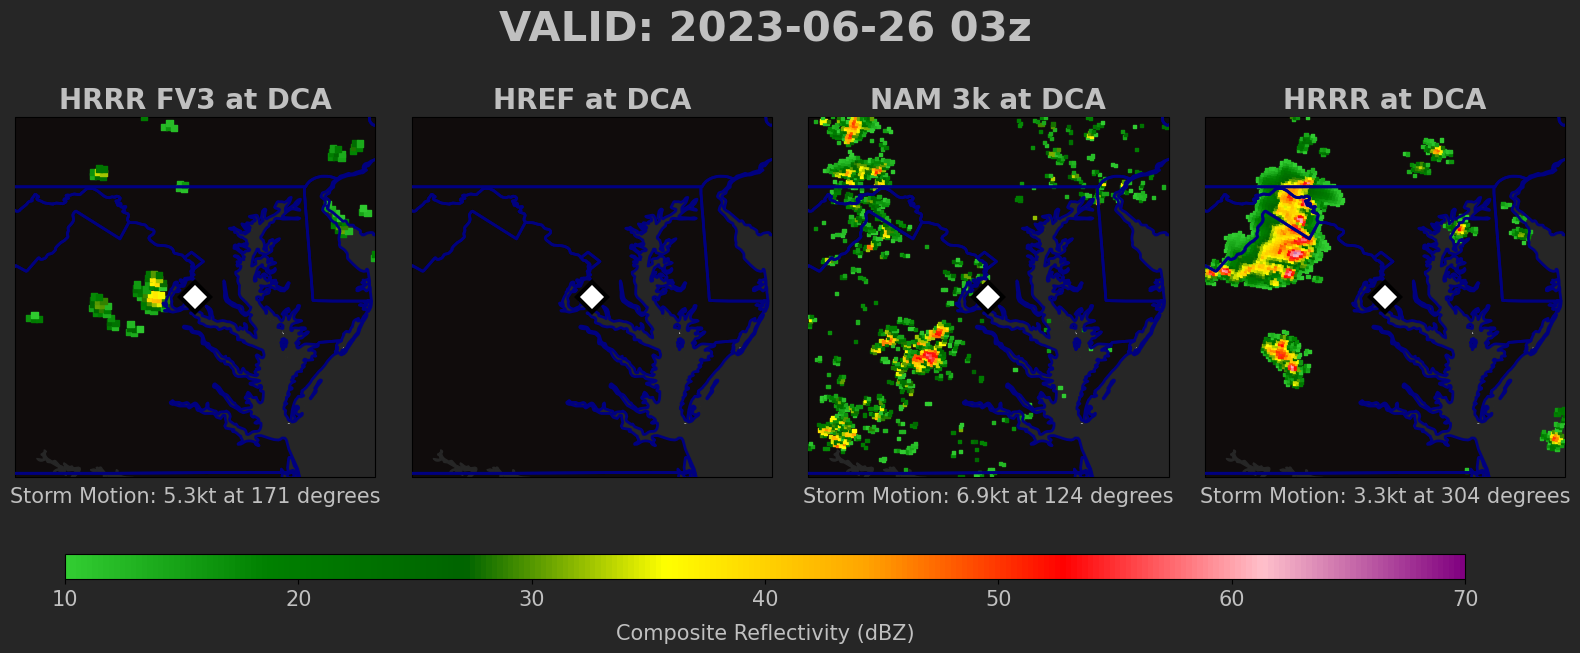 VALID: 2023-06-26 03z
HRRR FV3 at DCA
HREF at DCA
NAM 3k at DCA
HRRR at DCA
Storm Motion: 5.3kt at 171 degrees
Storm Motion: 6.9kt at 124 degrees
Storm Motion: 3.3kt at 304 degrees
10 20 30 40 50 60 70
Composite Reflectivity (dBZ)